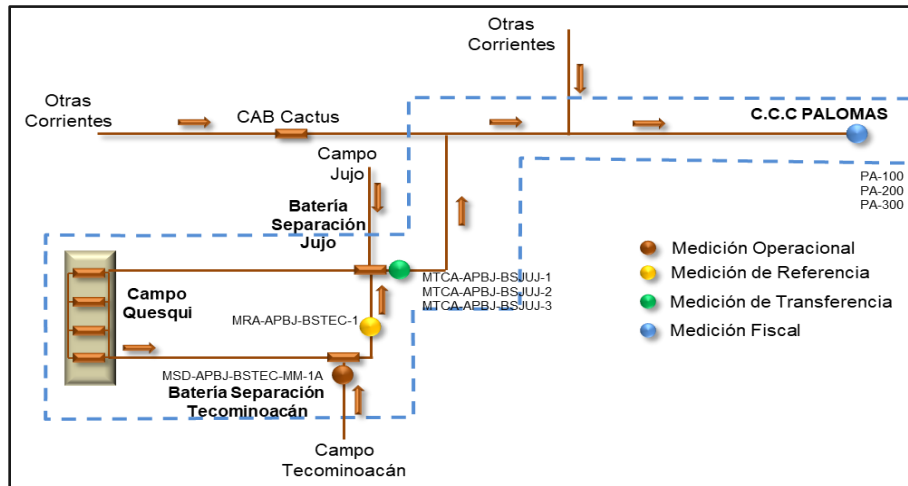 Otras
Corrientes
Otras
Corrientes
CAB Cactus
C.C.C PALOMAS
Campo
Jujo
PA-100
PA-200
PA-300
Batería
Separación
Jujo
Medición Operacional
Medición de Referencia
Medición de Transferencia
Medición Fiscal
MTCA-APBJ-BSJUJ-1
MTCA-APBJ-BSJUJ-2
MTCA-APBJ-BSJUJ-3
Campo
Quesqui
MRA-APBJ-BSTEC-1
MSD-APBJ-BSTEC-MM-1A
Batería Separación
Tecominoacán
Campo
Tecominoacán